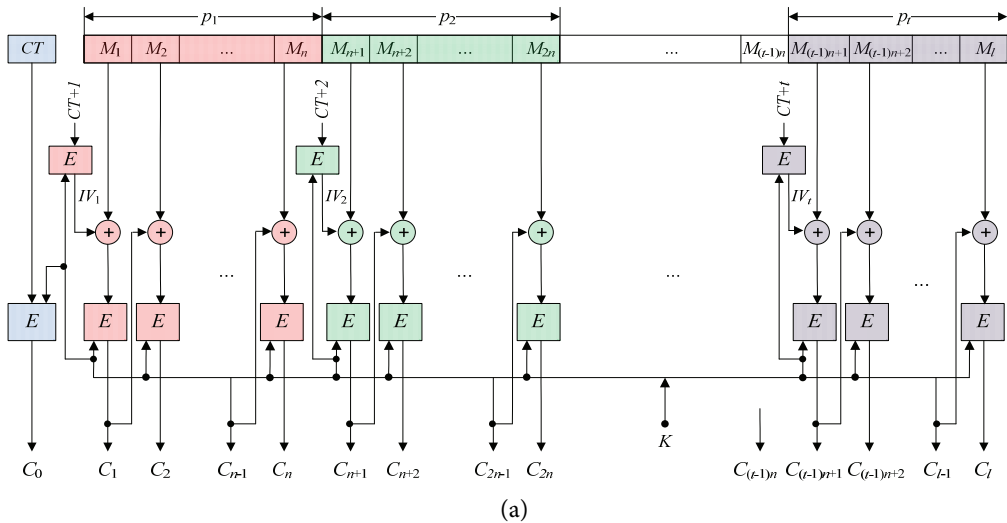 p₁ p₂ pₜ
CT M₁ M₂ ... Mₙ Mₙ₊₁ Mₙ₊₂ ... M₂ₙ ... M₍ₜ₋₁₎ₙ M₍ₜ₋₁₎ₙ₊₁ M₍ₜ₋₁₎ₙ₊₂ ... Mₗ
CT+1 CT+2 CT+t
E E E
IV₁ IV₂ IVₜ
+ + + + + + + + +
... ... ... ...
E E E E E E E E E E
K
C₀ C₁ C₂ Cₙ₋₁ Cₙ Cₙ₊₁ Cₙ₊₂ C₂ₙ₋₁ C₂ₙ C₍ₜ₋₁₎ₙ C₍ₜ₋₁₎ₙ₊₁ C₍ₜ₋₁₎ₙ₊₂ Cₗ₋₁ Cₗ
(a)